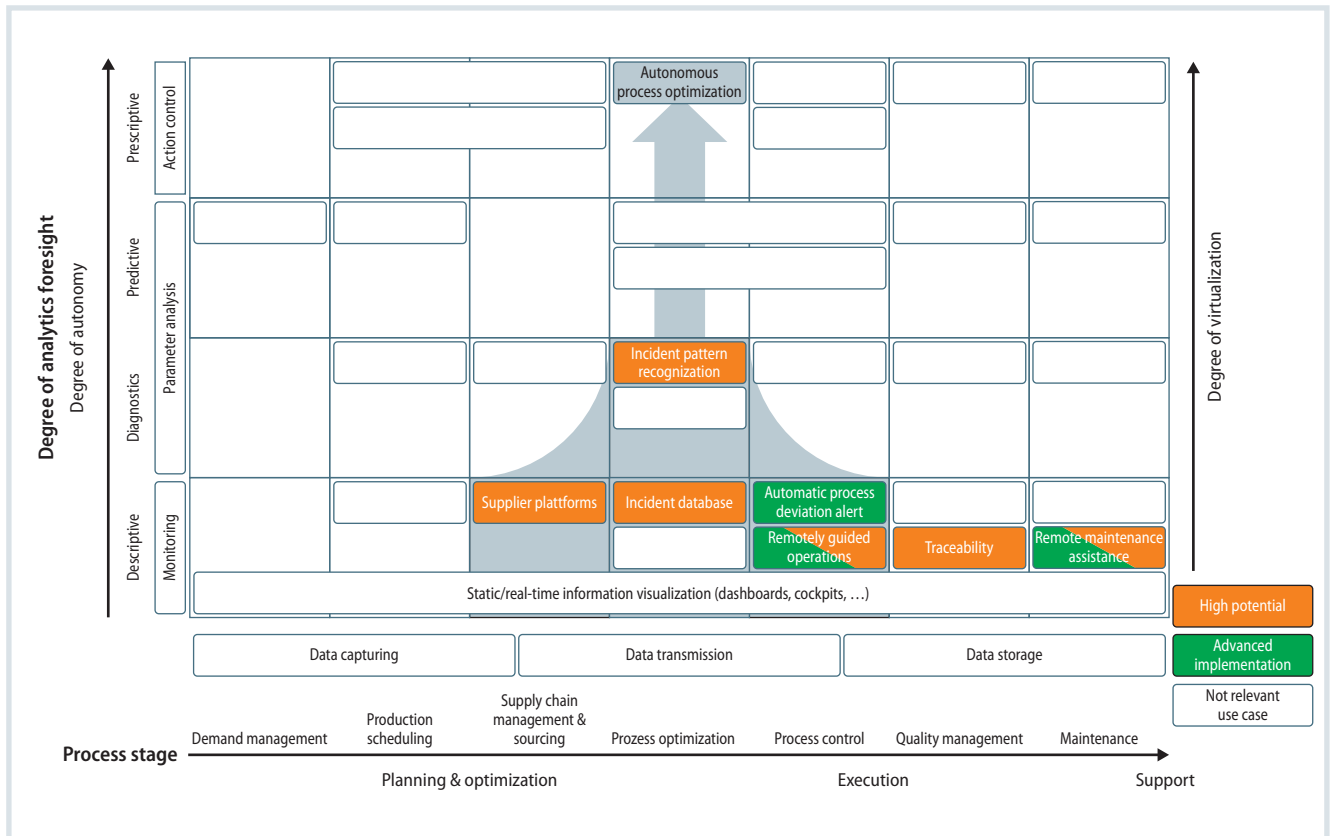 Degree of analytics foresight
Degree of autonomy
Prescriptive
Action control
Autonomous
process optimization
Predictive
Parameter analysis
Diagnostics
Incident pattern
recognization
Descriptive
Monitoring
Supplier plattforms
Incident database
Automatic process
deviation alert
Remotely guided
operations
Traceability
Remote maintenance
assistance
Static/real-time information visualization (dashboards, cockpits, …)
Degree of virtualization
High potential
Advanced
implementation
Not relevant
use case
Data capturing
Data transmission
Data storage
Process stage
Demand management
Production
scheduling
Supply chain
management &
sourcing
Prozess optimization
Process control
Quality management
Maintenance
Planning & optimization
Execution
Support